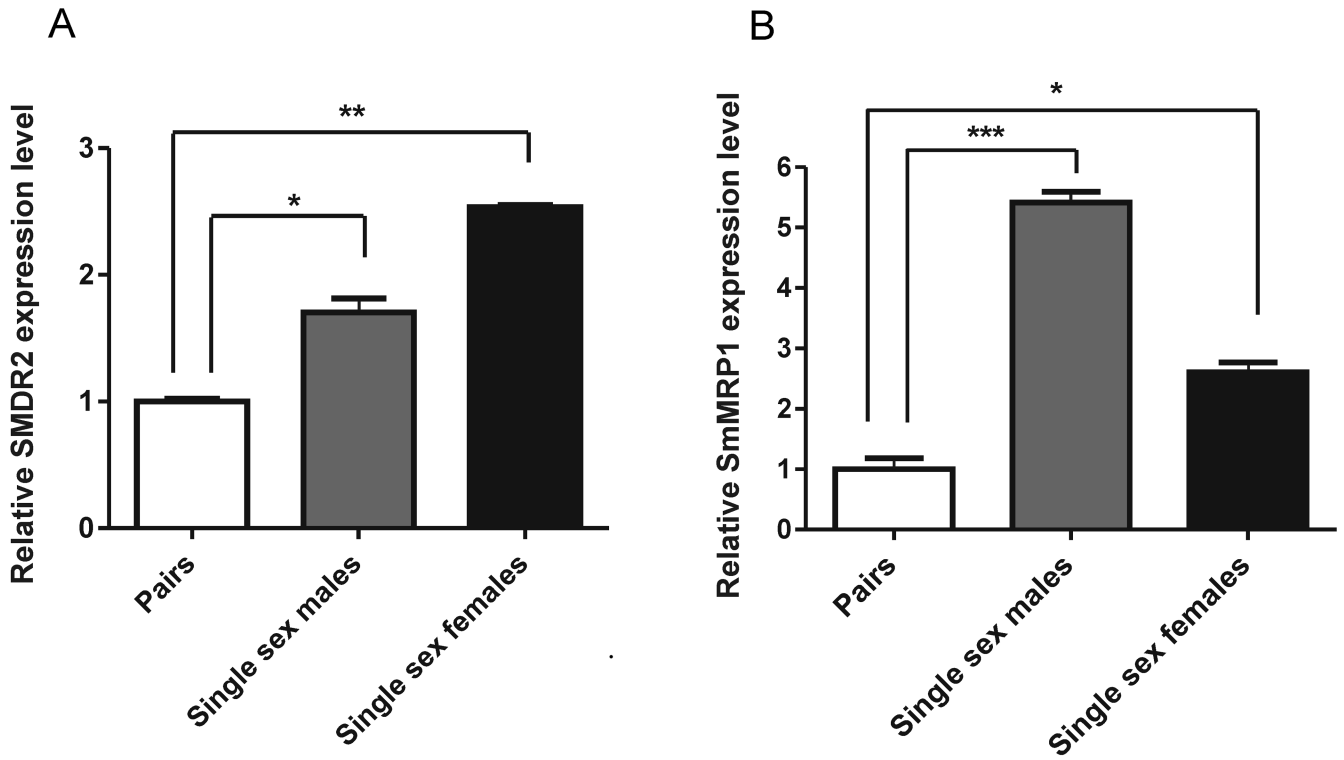 A
Relative SMDR2 expression level
3
2
1
0
**
*
Pairs
Single sex males
Single sex females
.
B
Relative SmMRP1 expression level
6
5
4
3
2
1
0
*
***
Pairs
Single sex males
Single sex females